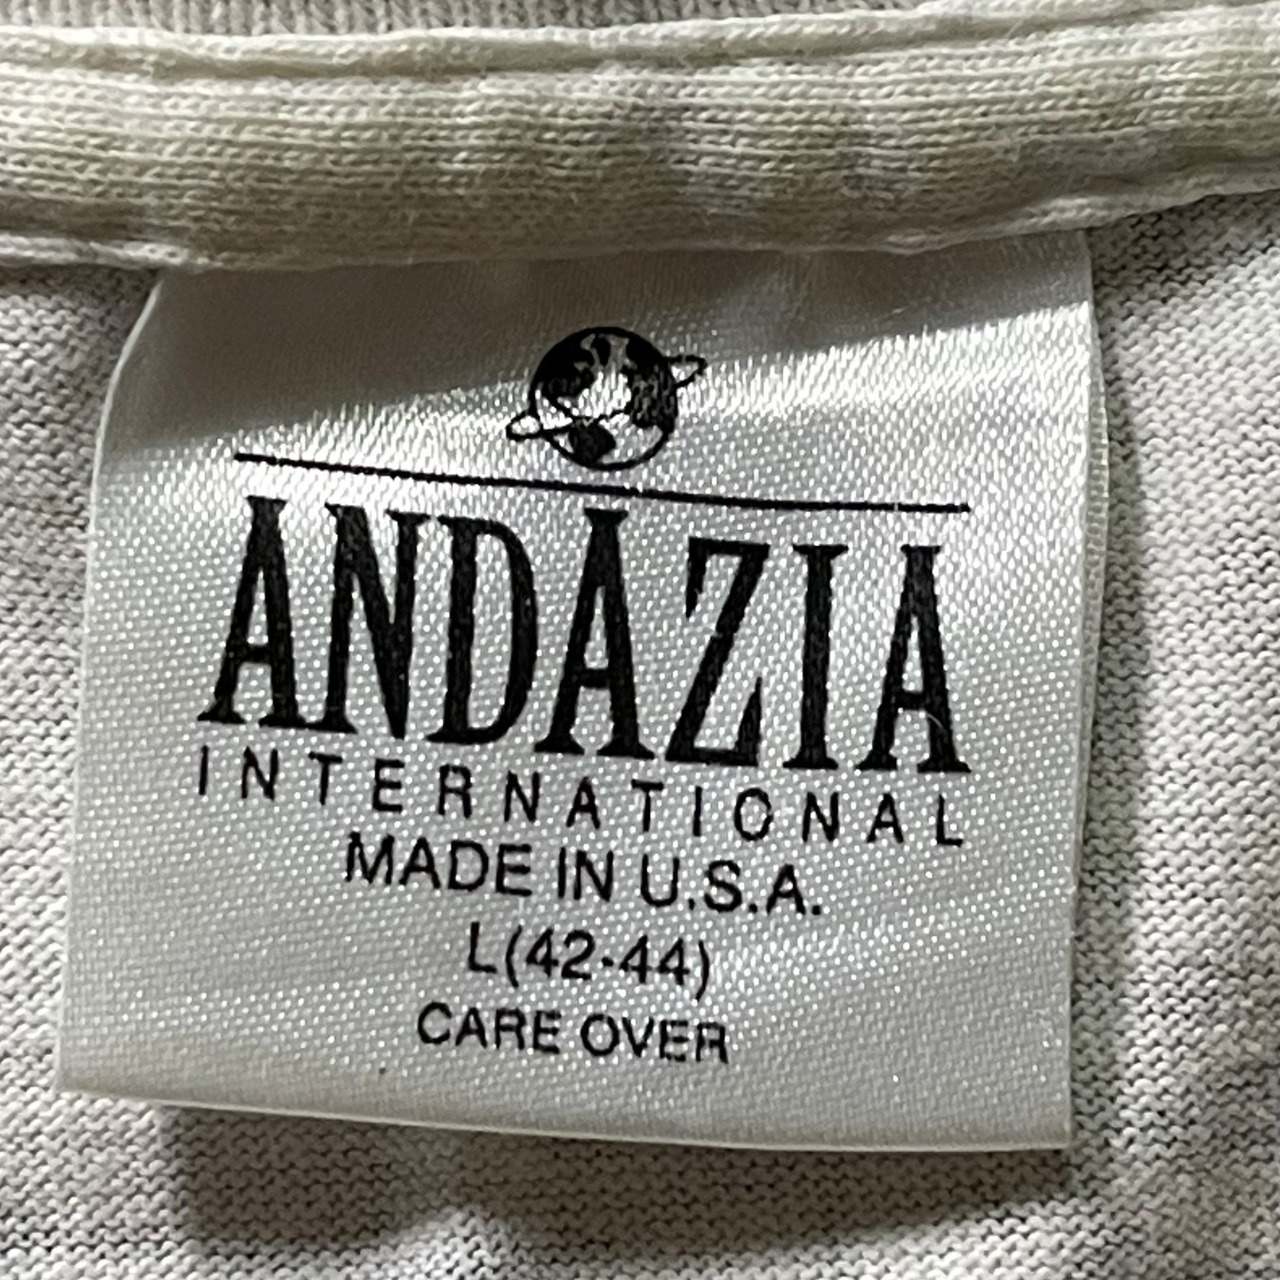 ANDAZIA
INTERNATIONAL
MADE IN U.S.A.
L(42-44)
CARE OVER